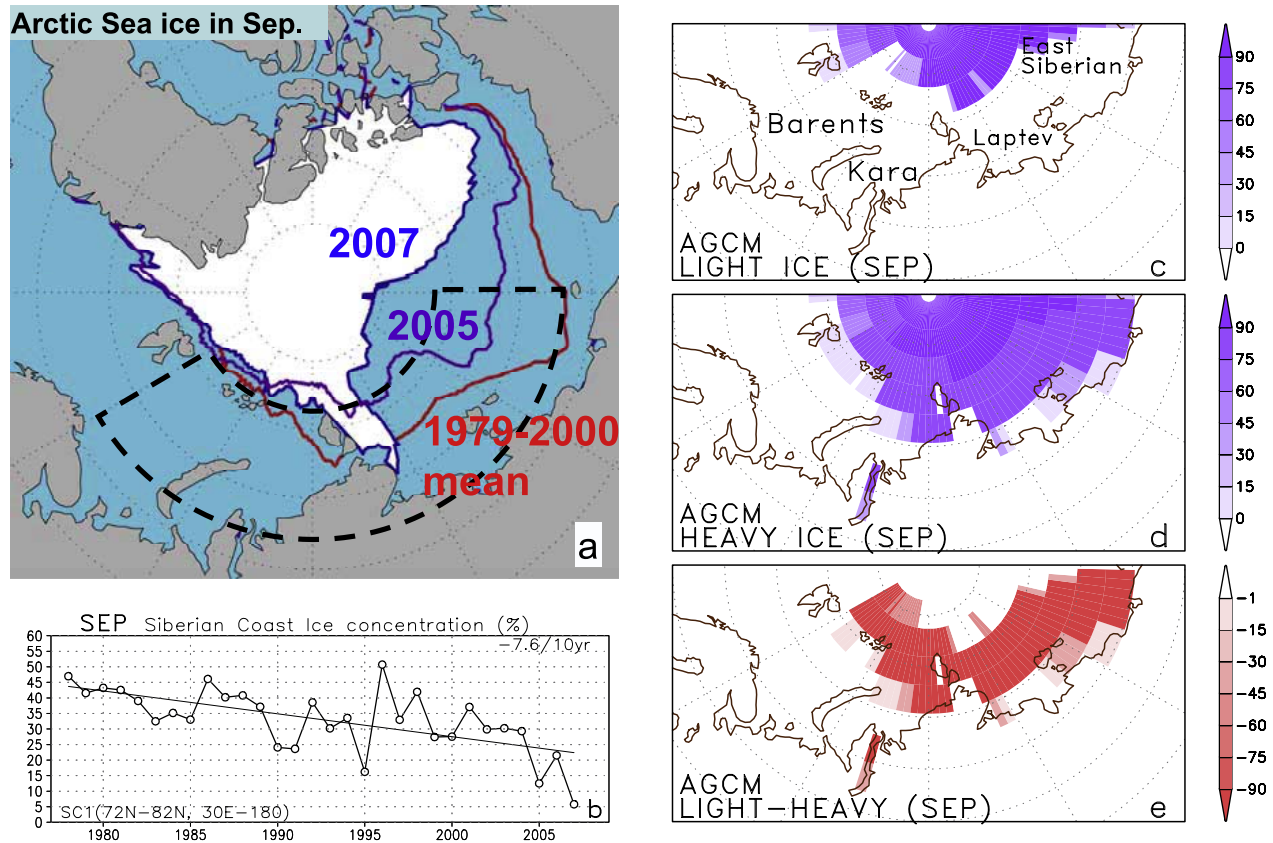 Arctic Sea ice in Sep.
2007
2005
1979-2000
mean
a
SEP Siberian Coast Ice concentration (%)
-7.6/10yr
60
55
50
45
40
35
30
25
20
15
10
5
0
SC1(72N-82N, 30E-180)
b
1980
1985
1990
1995
2000
2005
East
Siberian
Barents
Laptev
Kara
AGCM
LIGHT ICE (SEP)
c
90
75
60
45
30
15
0
AGCM
HEAVY ICE (SEP)
d
90
75
60
45
30
15
0
AGCM
LIGHT-HEAVY (SEP)
e
-1
-15
-30
-45
-60
-75
-90